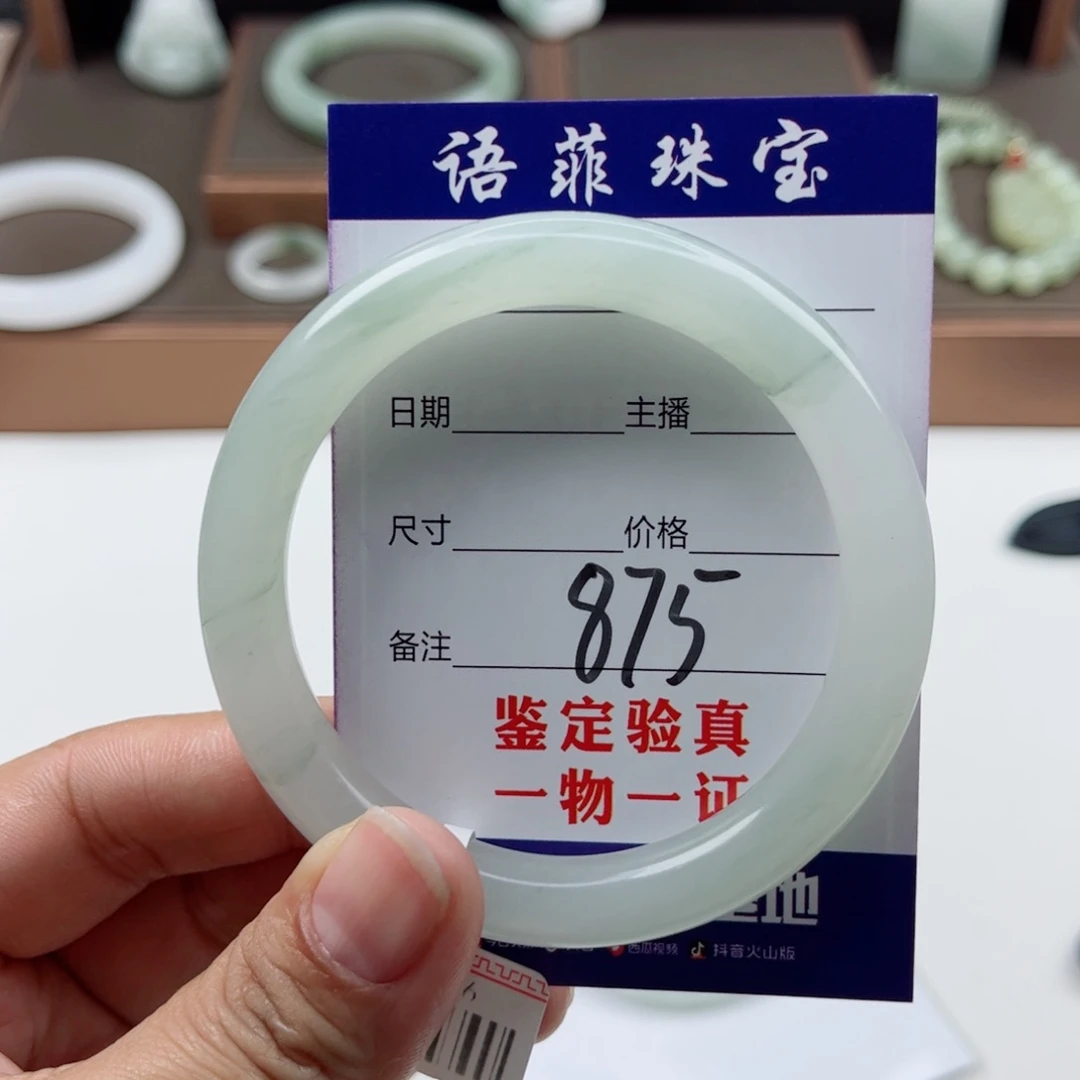 语菲珠宝
日期 主播
尺寸 价格
875
备注
鉴定验真
一物一证
地
西瓜视频 抖音火山版